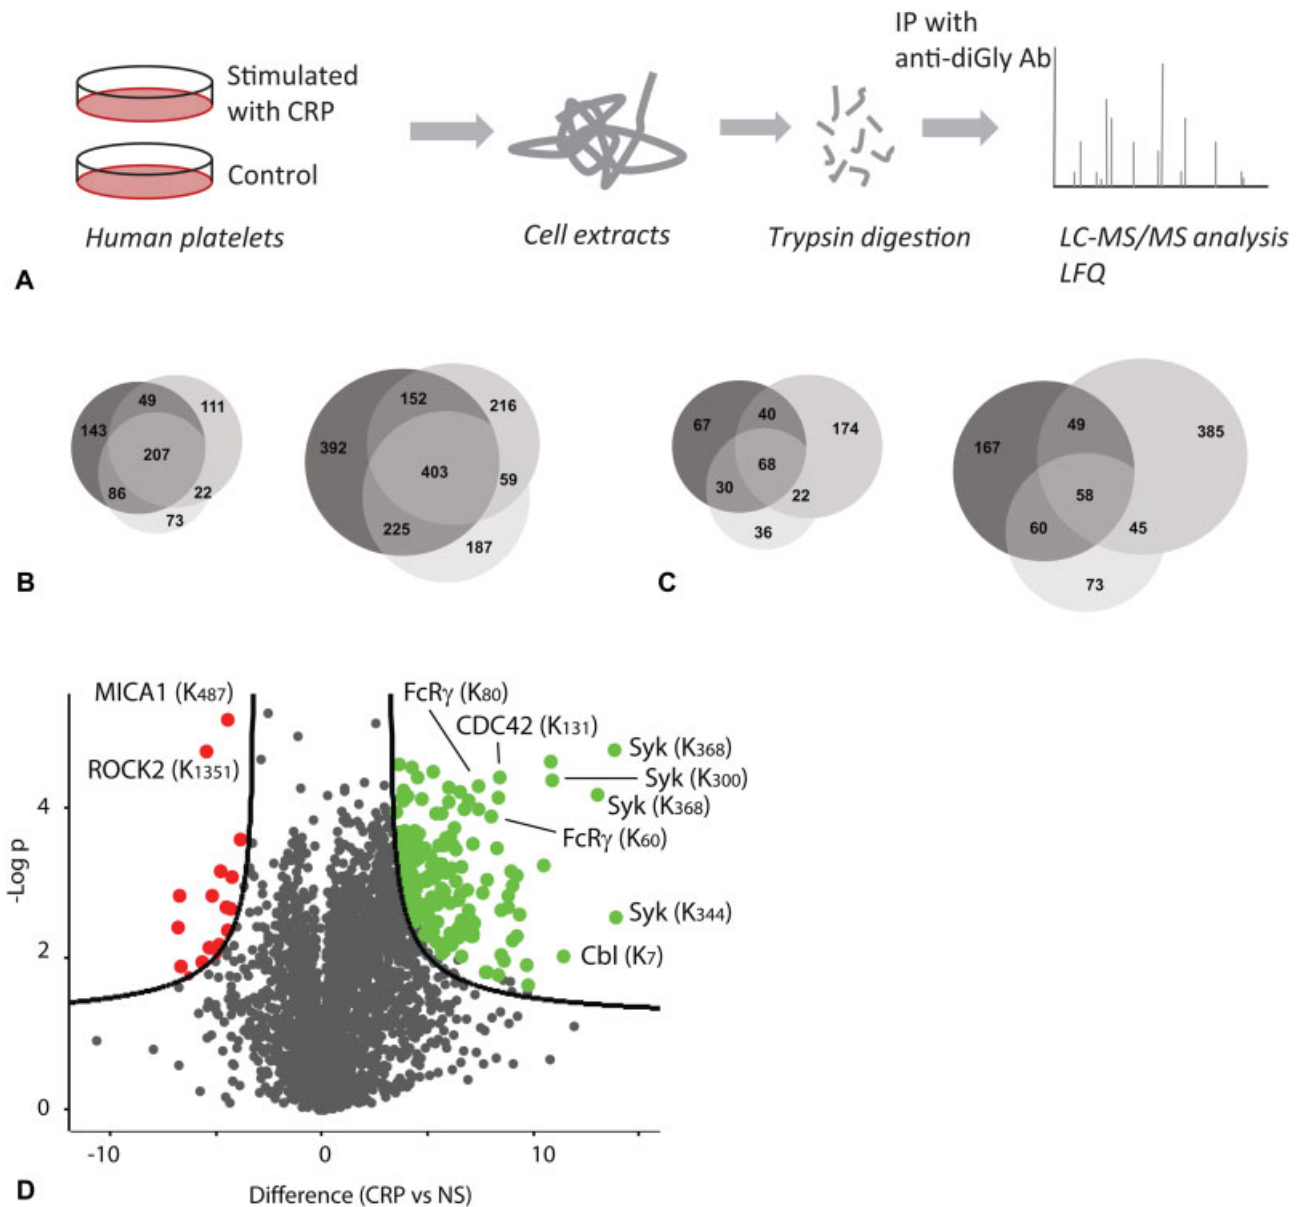 IP with
anti-diGly Ab
Stimulated
with CRP
Control
Human platelets
Cell extracts
Trypsin digestion
LC-MS/MS analysis
LFQ
A
49
111
143
207
86
22
73
152
216
392
403
59
225
187
B
40
67
174
68
30
22
36
49
385
167
58
60
45
73
C
MICA1 (K487)
ROCK2 (K1351)
FcRγ (K80)
CDC42 (K131)
Syk (K368)
Syk (K300)
Syk (K368)
FcRγ (K60)
Syk (K344)
Cbl (K7)
-Log p
4
2
0
-10
0
10
Difference (CRP vs NS)
D